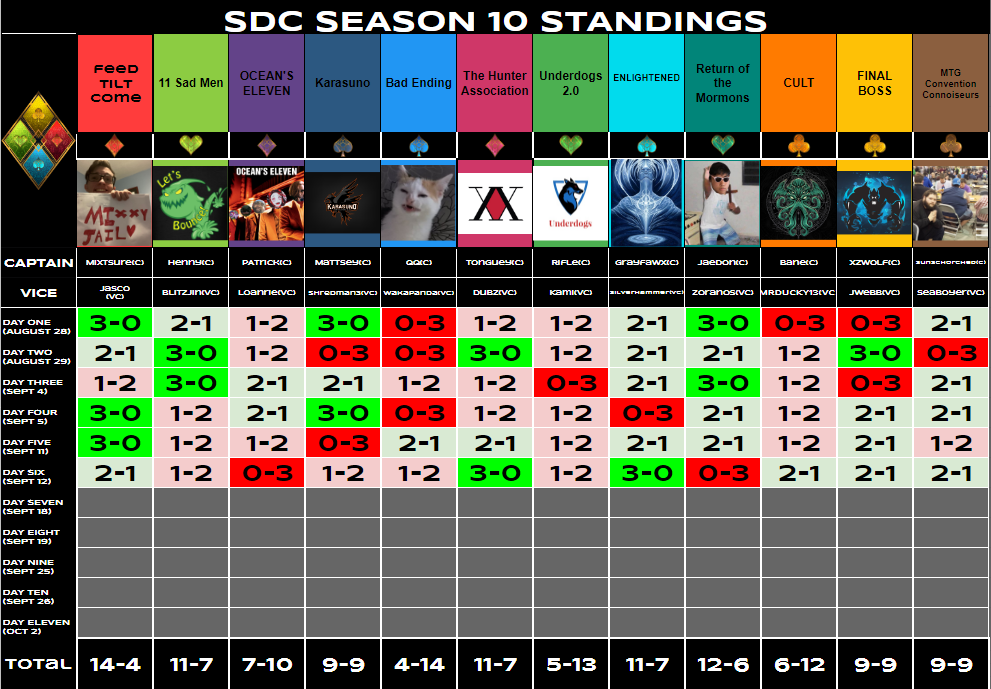 SDC SEASON 10 STANDINGS
Feed TILT Come 11 Sad Men OCEAN'S ELEVEN Karasuno Bad Ending The Hunter Association Underdogs 2.0 ENLIGHTENED Return of the Mormons CULT FINAL BOSS MTG Convention Connoiseurs
MIXXY JAIL Let's Bounce! OCEAN'S ELEVEN KARASUNO Underdogs
CAPTAIN MIXTSURE(C) Henny(C) PATRICK(C) MATTSEY(C) QQ(C) TONGUEY(C) RIFLE(C) GrayFawx(C) Jaedon(C) Bane(C) XZWOLF(C) SunSchorched(C)
VICE Jasco (VC) BLITZJIN(VC) Loannie(VC) Shredman3(VC) WakaPanda(VC) DUBZ(VC) Kami(VC) SilverHammer(VC) Zoranos(VC) MRDUCKY13(VC JWeBB(VC) SeaBoyer(VC)
DAY ONE (AUGUST 28) 3-0 2-1 1-2 3-0 0-3 1-2 1-2 2-1 3-0 0-3 0-3 2-1
DAY TWO (AUGUST 29) 2-1 3-0 1-2 0-3 0-3 3-0 1-2 2-1 2-1 1-2 3-0 0-3
DAY THREE (SEPT 4) 1-2 3-0 2-1 2-1 1-2 1-2 0-3 2-1 3-0 1-2 0-3 2-1
DAY FOUR (SEPT 5) 3-0 1-2 2-1 3-0 0-3 1-2 1-2 0-3 2-1 1-2 2-1 2-1
DAY FIVE (SEPT 11) 3-0 1-2 1-2 0-3 2-1 2-1 1-2 2-1 2-1 1-2 2-1 1-2
DAY SIX (SEPT 12) 2-1 1-2 0-3 1-2 1-2 3-0 1-2 3-0 0-3 2-1 2-1 2-1
DAY SEVEN (SEPT 18)
DAY EIGHT (SEPT 19)
DAY NINE (SEPT 25)
DAY TEN (SEPT 26)
DAY ELEVEN (OCT 2)
TOTAL 14-4 11-7 7-10 9-9 4-14 11-7 5-13 11-7 12-6 6-12 9-9 9-9